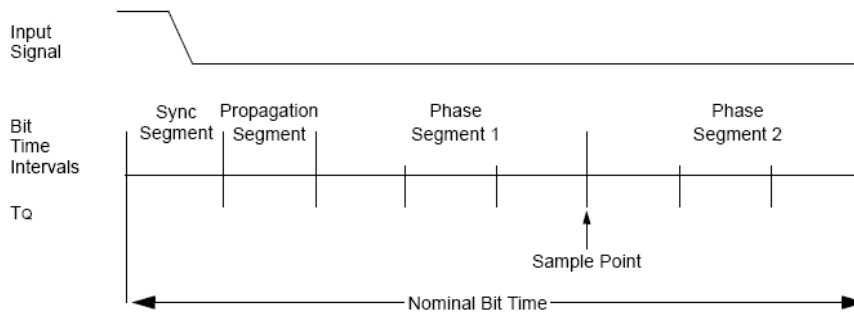 Input
Signal
Sync
Segment
Propagation
Segment
Phase
Segment 1
Phase
Segment 2
Bit
Time
Intervals
TQ
Sample Point
Nominal Bit Time